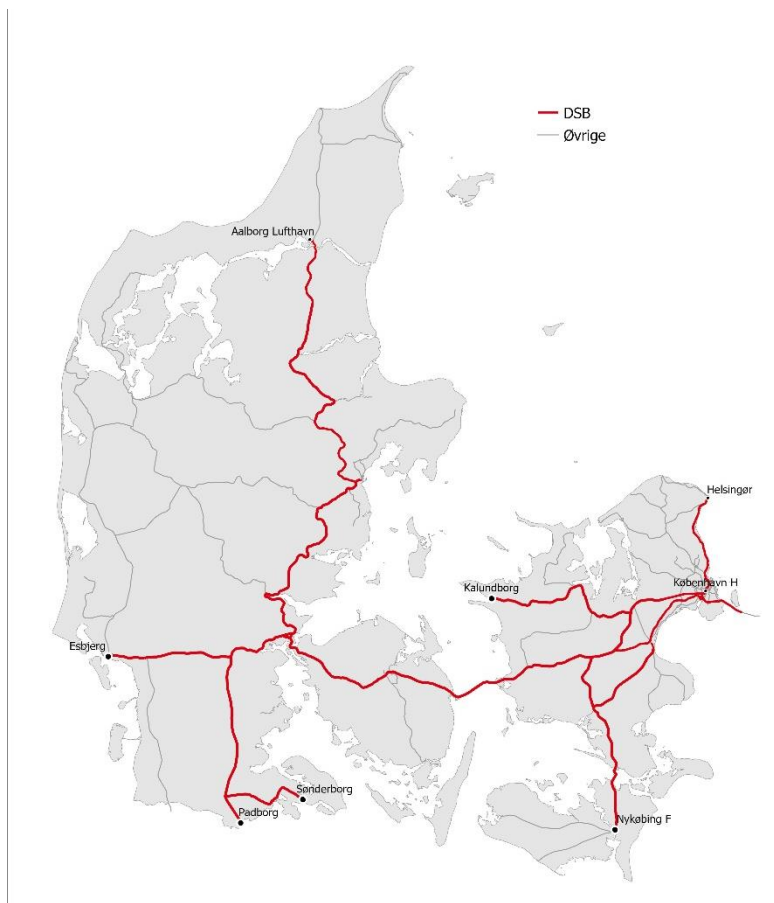 DSB
Øvrige
Aalborg Lufthavn
Helsingør
København H
Kalundborg
Esbjerg
Sønderborg
Padborg
Nykøbing F